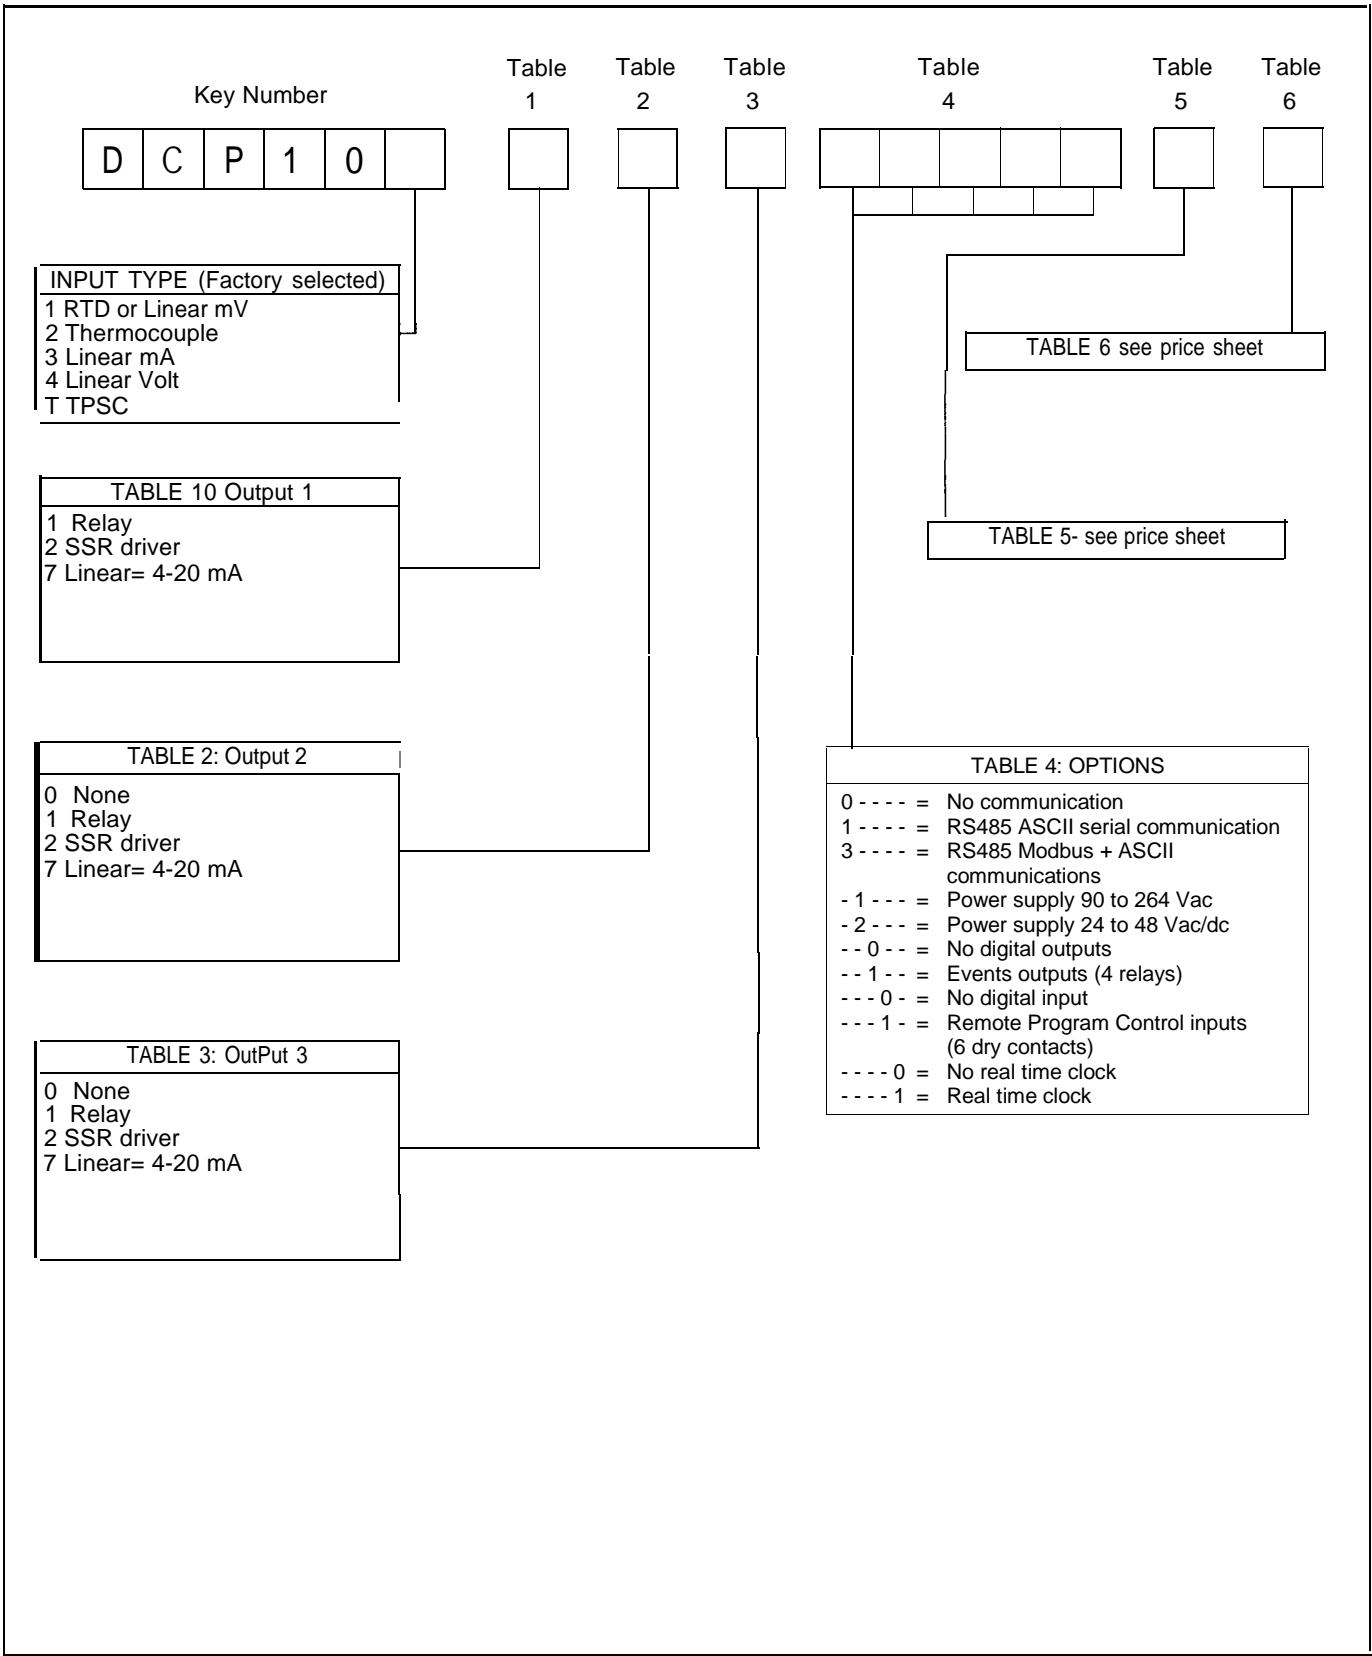 Key Number
Table 1
Table 2
Table 3
Table 4
Table 5
Table 6
D C P 1 0
INPUT TYPE (Factory selected)
1 RTD or Linear mV
2 Thermocouple
3 Linear mA
4 Linear Volt
T TPSC
TABLE 6 see price sheet
TABLE 10 Output 1
1 Relay
2 SSR driver
7 Linear= 4-20 mA
TABLE 5- see price sheet
TABLE 2: Output 2
0 None
1 Relay
2 SSR driver
7 Linear= 4-20 mA
TABLE 4: OPTIONS
0 - - - - = No communication
1 - - - - = RS485 ASCII serial communication
3 - - - - = RS485 Modbus + ASCII
communications
- 1 - - - = Power supply 90 to 264 Vac
- 2 - - - = Power supply 24 to 48 Vac/dc
- - 0 - - = No digital outputs
- - 1 - - = Events outputs (4 relays)
- - - 0 - = No digital input
- - - 1 - = Remote Program Control inputs
(6 dry contacts)
- - - - 0 = No real time clock
- - - - 1 = Real time clock
TABLE 3: OutPut 3
0 None
1 Relay
2 SSR driver
7 Linear= 4-20 mA